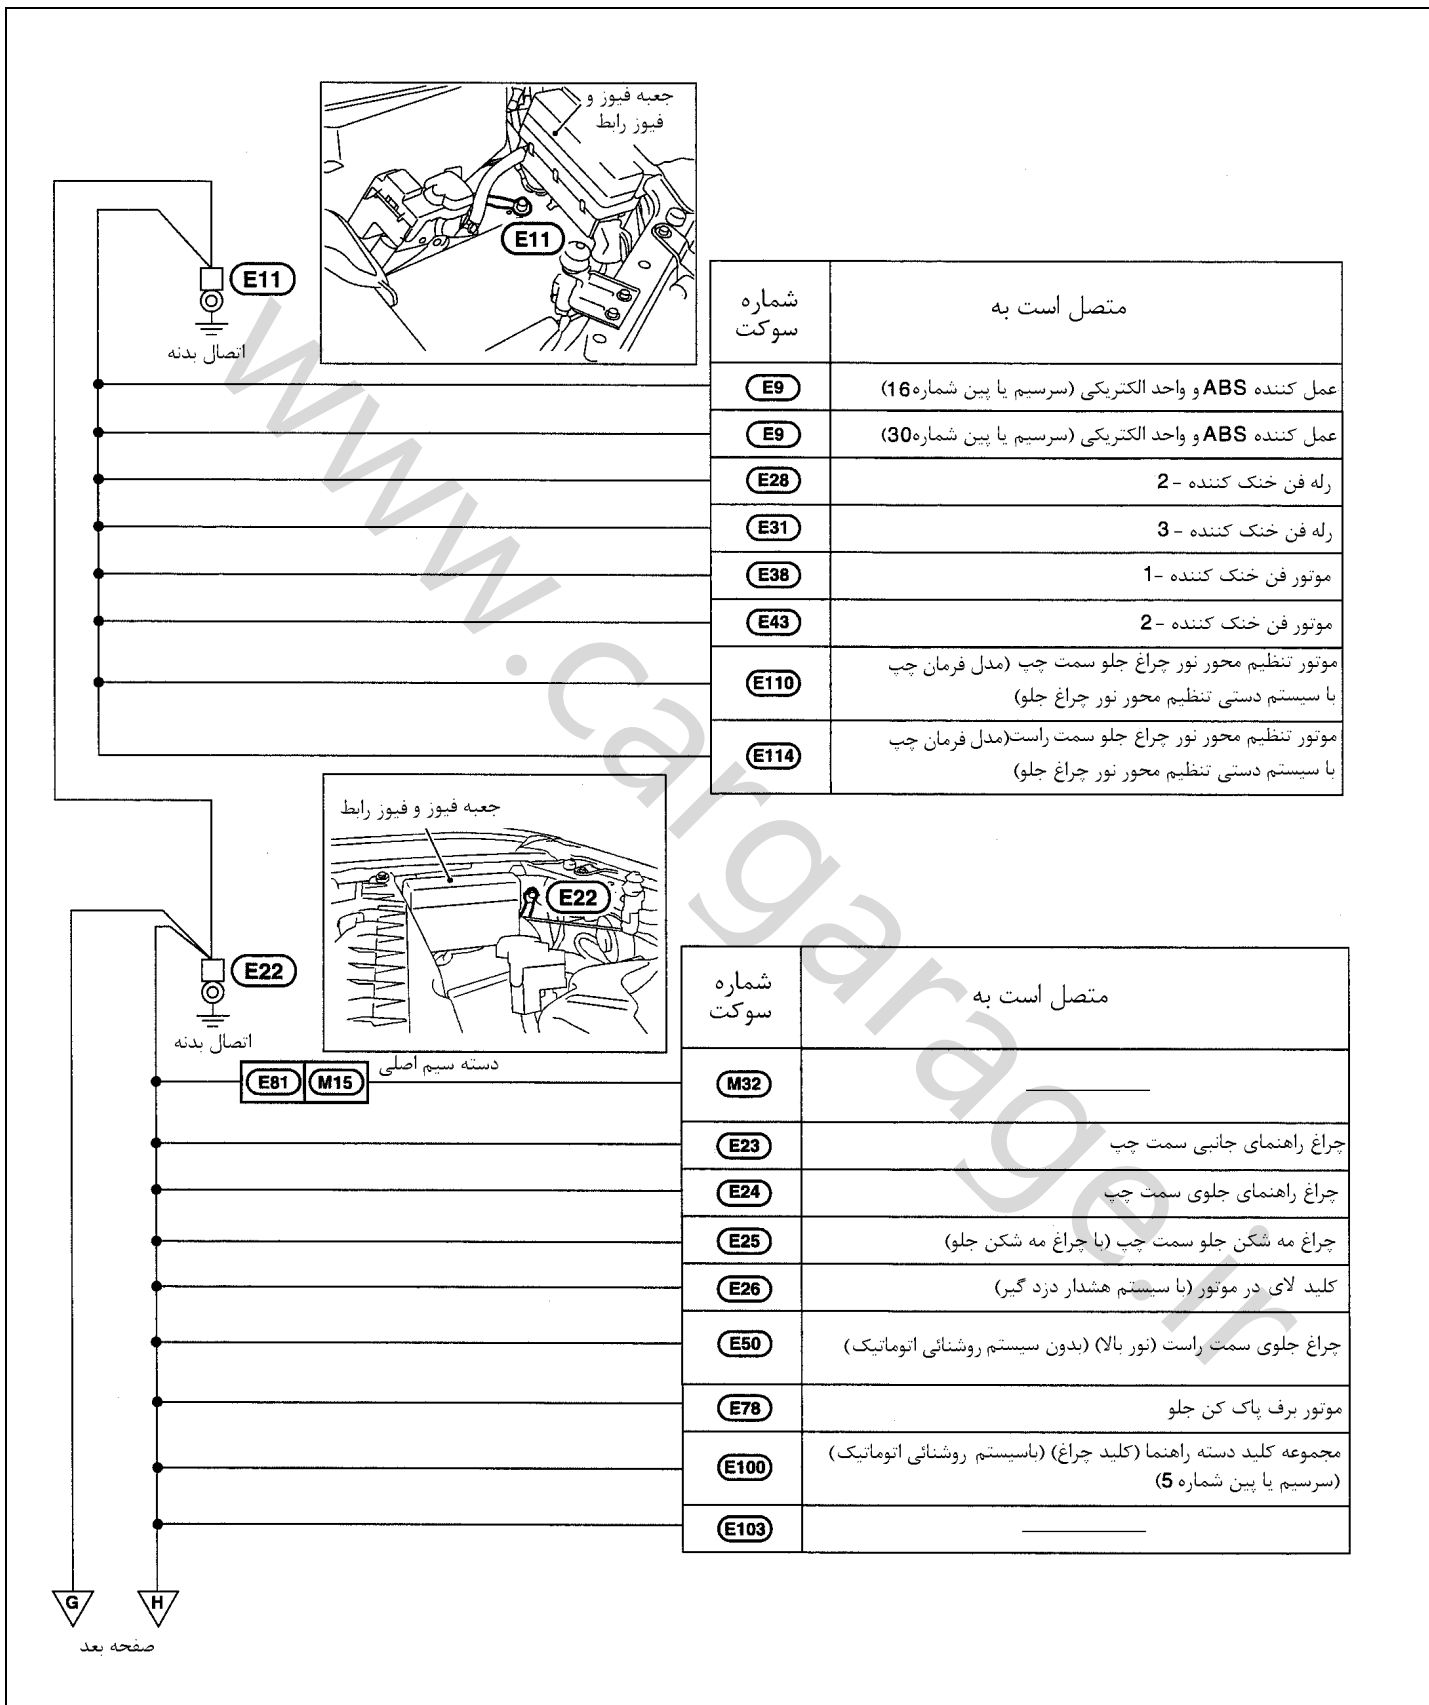 جعبه فیوز و
فیوز رابط
E11
E11
اتصال بدنه
شماره
سوکت
متصل است به
E9
عمل کننده ABS و واحد الکتریکی (سرسیم یا پین شماره16)
E9
عمل کننده ABS و واحد الکتریکی (سرسیم یا پین شماره30)
E28
رله فن خنک کننده -2
E31
رله فن خنک کننده - 3
E38
موتور فن خنک کننده -1
E43
موتور فن خنک کننده -2
E110
موتور تنظیم محور نور چراغ جلو سمت چپ (مدل فرمان چپ
با سیستم دستی تنظیم محور نور چراغ جلو)
E114
موتور تنظیم محور نور چراغ جلو سمت راست(مدل فرمان چپ
با سیستم دستی تنظیم محور نور چراغ جلو)
جعبه فیوز و فیوز رابط
E22
E22
اتصال بدنه
شماره
سوکت
متصل است به
دسته سیم اصلی
E81 M15
M32
E23
چراغ راهنمای جانبی سمت چپ
E24
چراغ راهنمای جلوی سمت چپ
E25
چراغ مه شکن جلو سمت چپ (با چراغ مه شکن جلو)
E26
کلید لای در موتور (با سیستم هشدار دزد گیر)
E50
چراغ جلوی سمت راست (نور بالا) (بدون سیستم روشنائی اتوماتیک)
E78
موتور برف پاک کن جلو
E100
مجموعه کلید دسته راهنما (کلید چراغ) (باسیستم روشنائی اتوماتیک)
(سرسیم یا پین شماره 5)
E103
G
H
صفحه بعد
www.cargarage.ir